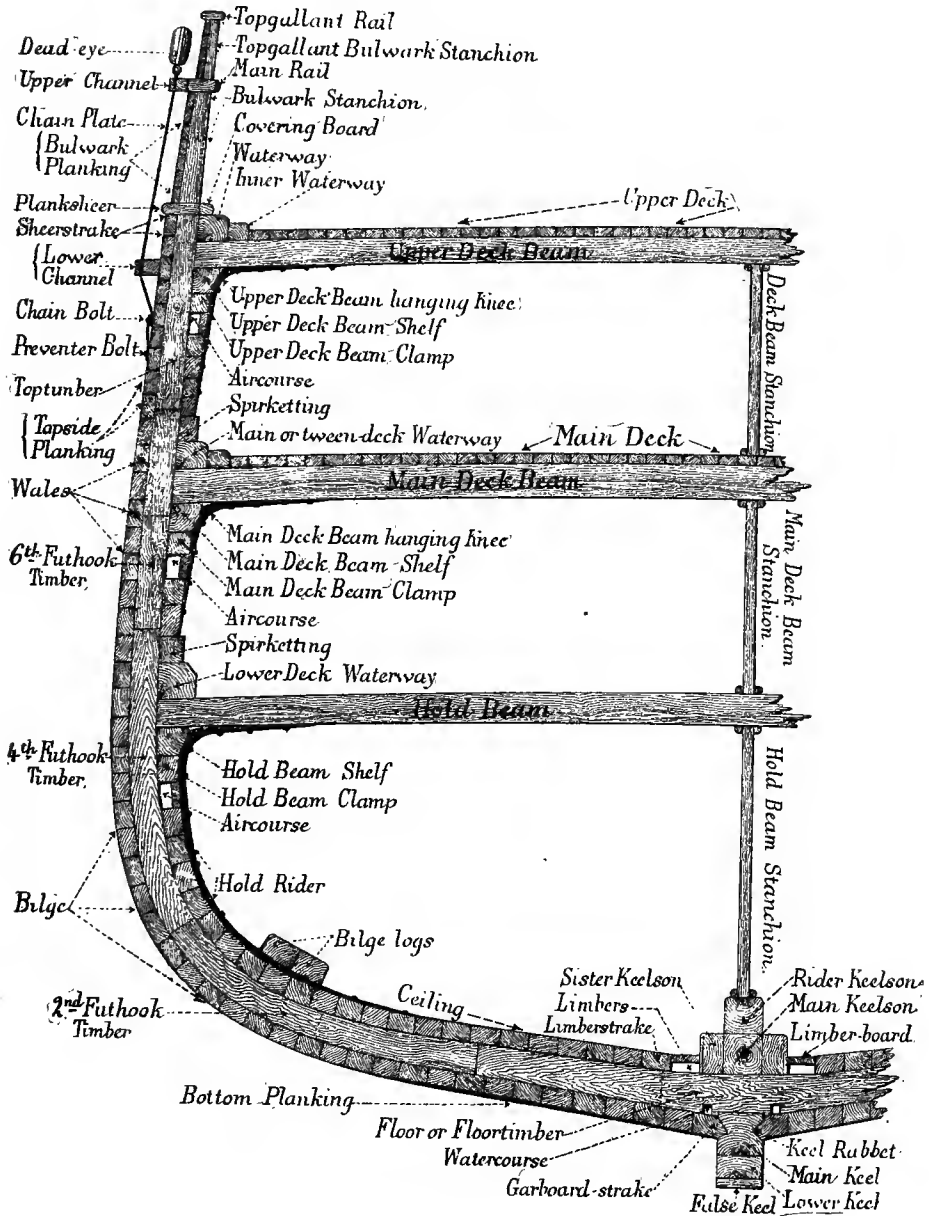 Topgallant Rail
Topgallant Bulwark Stanchion
Main Rail
Bulwark Stanchion
Covering Board
Waterway
Inner Waterway
Dead-eye
Upper Channel
Chain Plate
Bulwark
Planking
Planksheer
Sheerstrake
Lower
Channel
Chain Bolt
Preventer Bolt
Toptimber
Topside
Planking
Wales
6th Futhook
Timber
4th Futhook
Timber
Bilge
2nd Futhook
Timber
Upper Deck
Upper Deck Beam
Upper Deck Beam hanging Knee
Upper Deck Beam Shelf
Upper Deck Beam Clamp
Aircourse
Spirketting
Main or tween-deck Waterway
Main Deck
Main Deck Beam
Main Deck Beam hanging Knee
Main Deck Beam Shelf
Main Deck Beam Clamp
Aircourse
Spirketting
Lower Deck Waterway
Hold Beam
Hold Beam Shelf
Hold Beam Clamp
Aircourse
Hold Rider
Bilge logs
Ceiling
Deck Beam Stanchion
Main Deck Beam
Stanchion.
Hold Beam Stanchion.
Sister Keelson
Limbers
Limberstrake
Rider Keelson
Main Keelson
Limber-board
Bottom Planking
Floor or Floortimber
Watercourse
Garboard-strake
Keel Rabbet
Main Keel
Lower Keel
False Keel